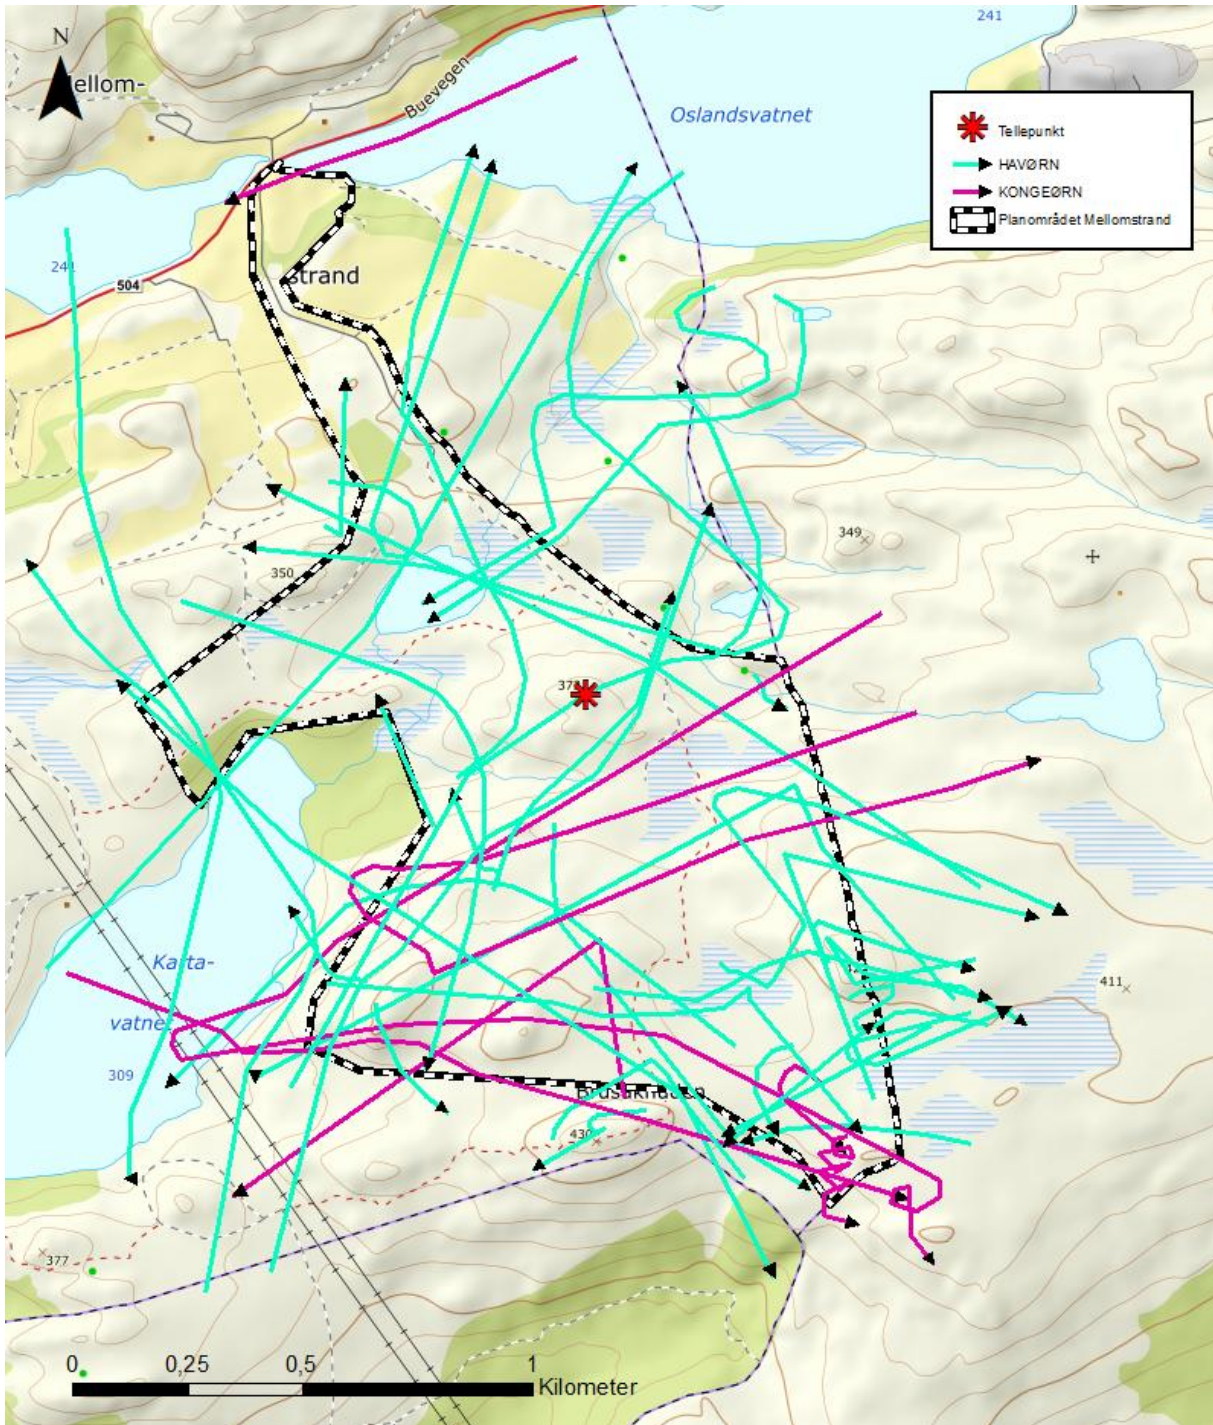 241
N
Mellom-
Buevegen
Oslandsvatnet
Tellepunkt
HAVØRN
KONGEØRN
Planområdet Mellomstrand
241
504
strand
349
350
Karta-
vatnet
309
411
Brusaknuden
430
377
0 0,25 0,5 1
Kilometer